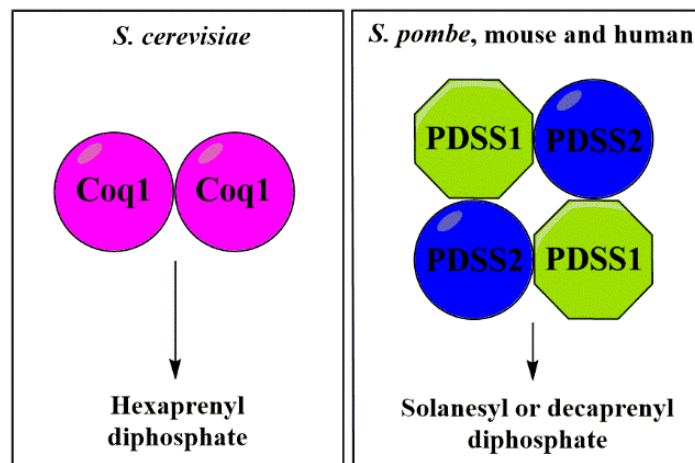 S. cerevisiae
Coq1 Coq1
Hexaprenyl
diphosphate
S. pombe, mouse and human
PDSS1 PDSS2
PDSS2 PDSS1
Solanesyl or decaprenyl
diphosphate